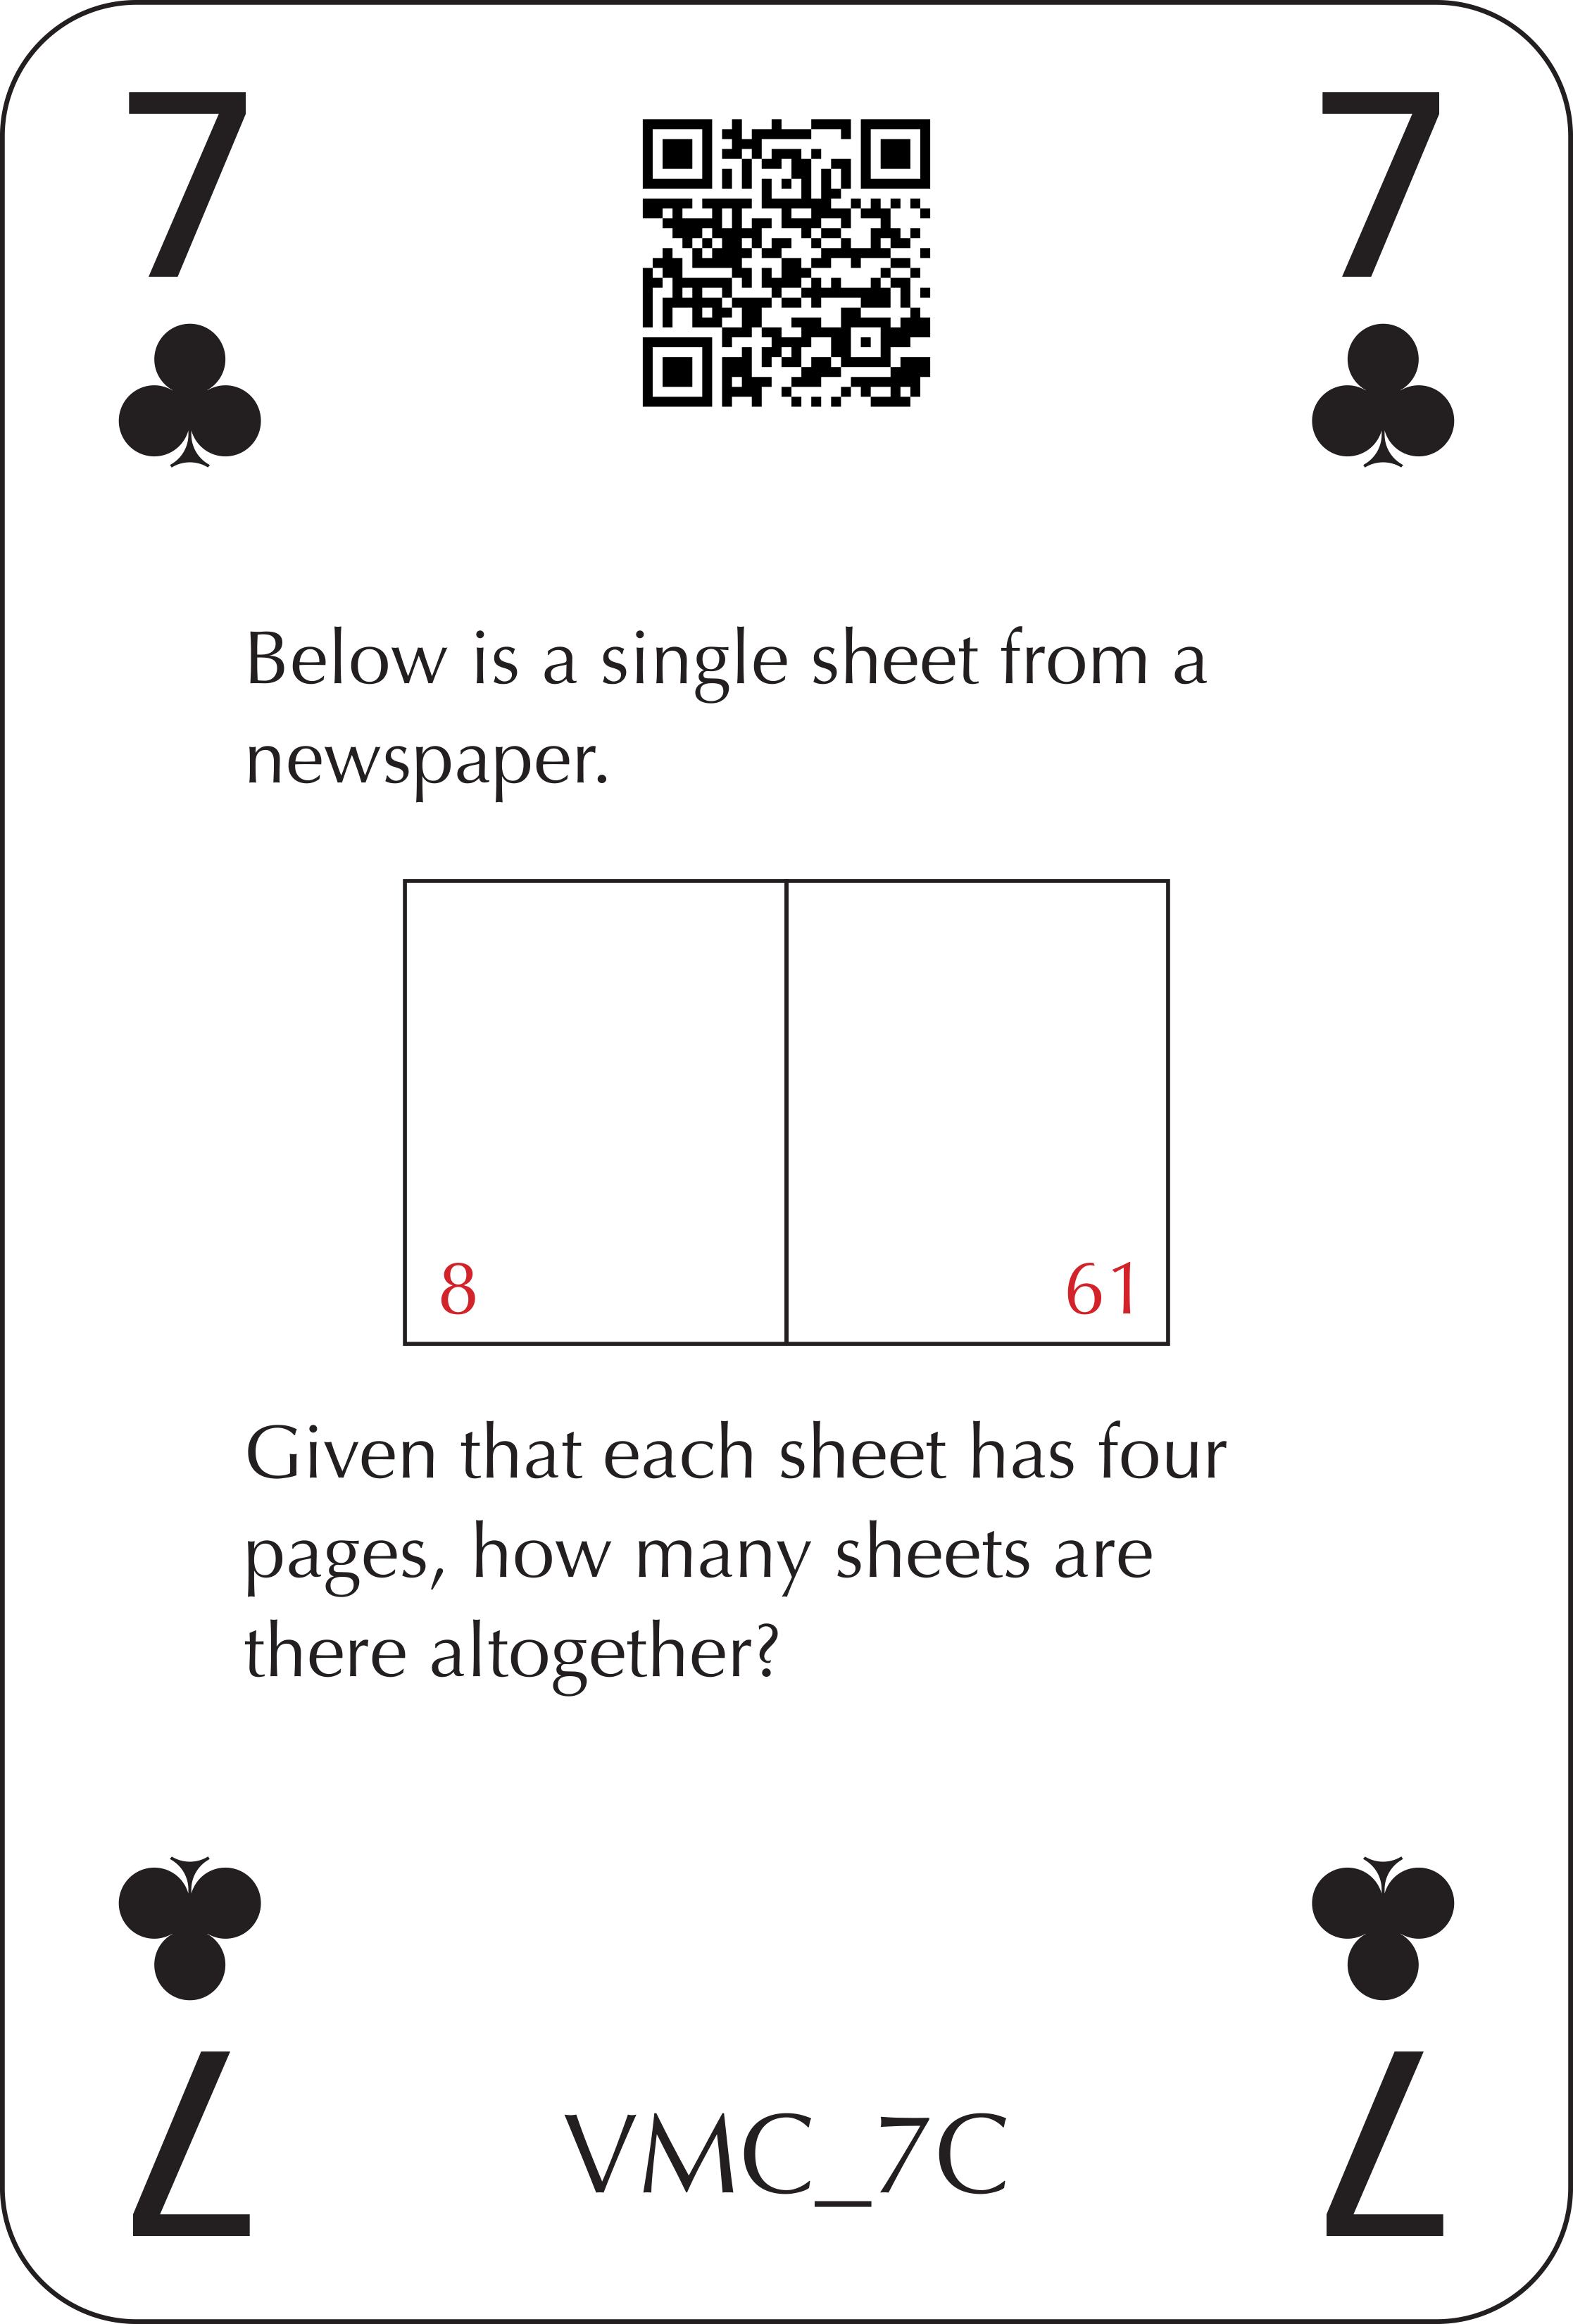 7 7
Below is a single sheet from a
newspaper.
8 61
Given that each sheet has four
pages, how many sheets are
there altogether?
VMC_7C
7 7